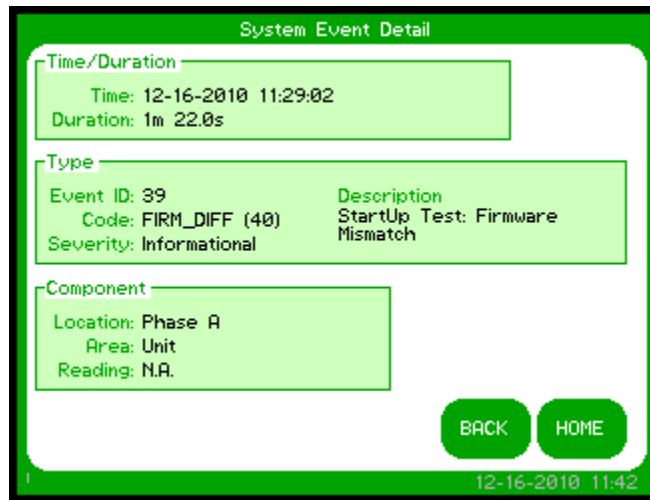 System Event Detail
Time/Duration
Time: 12-16-2010 11:29:02
Duration: 1m 22.0s
Type
Event ID: 39
Code: FIRM_DIFF (40)
Severity: Informational
Description
StartUp Test: Firmware
Mismatch
Component
Location: Phase A
Area: Unit
Reading: N.A.
BACK
HOME
12-16-2010 11:42